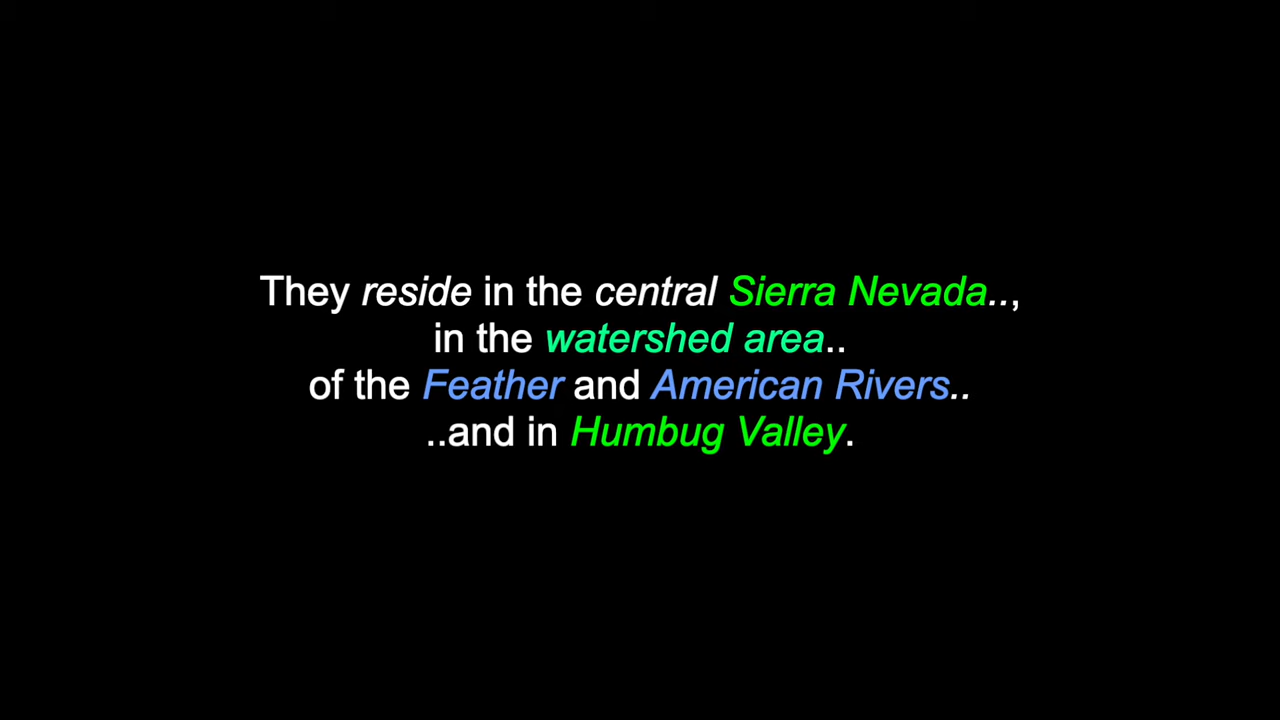 They reside in the central Sierra Nevada..,
in the watershed area..
of the Feather and American Rivers..
..and in Humbug Valley.